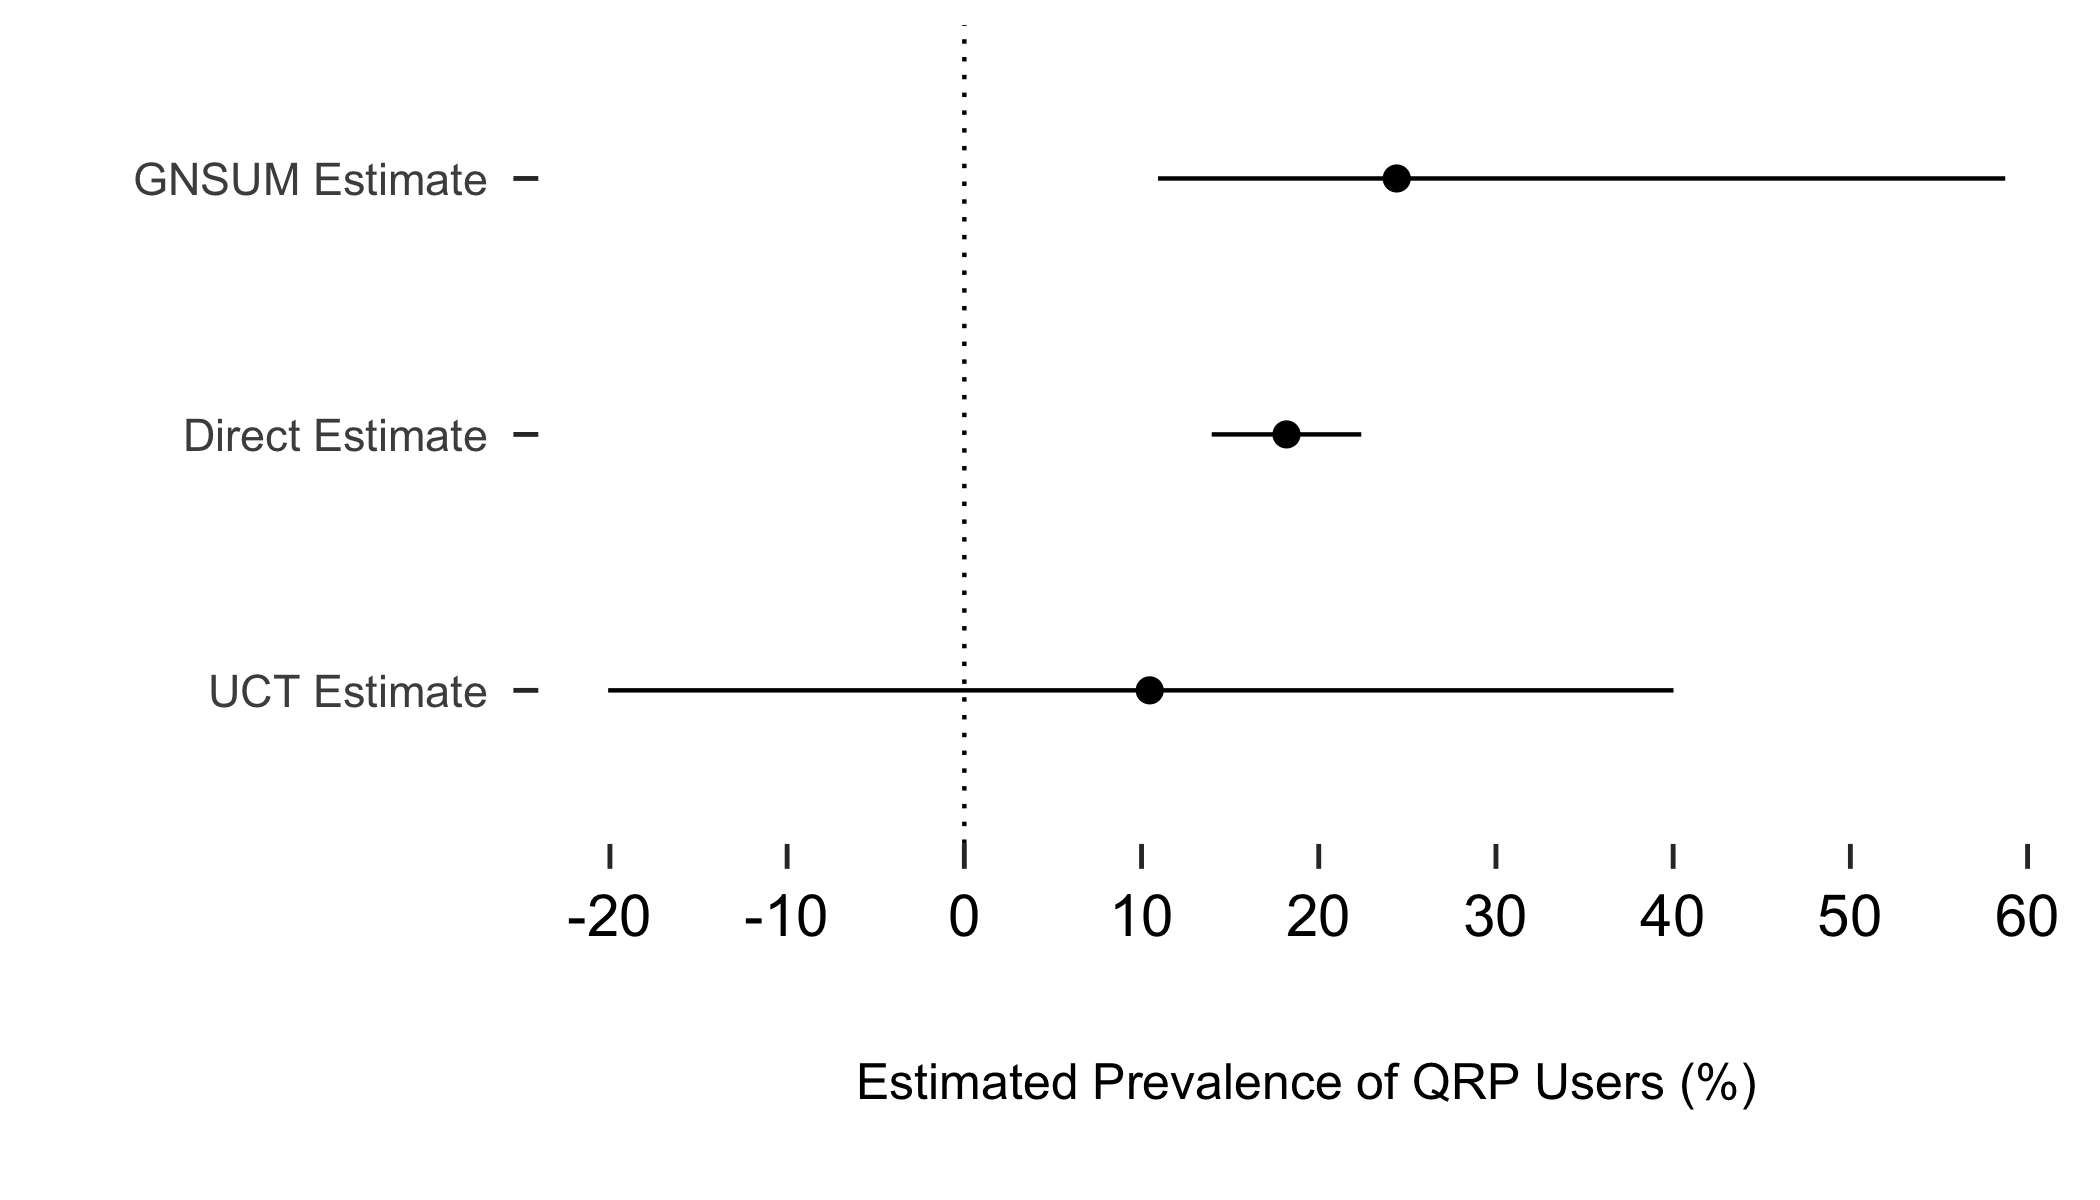 GNSUM Estimate
Direct Estimate
UCT Estimate
-20 -10 0 10 20 30 40 50 60
Estimated Prevalence of QRP Users (%)